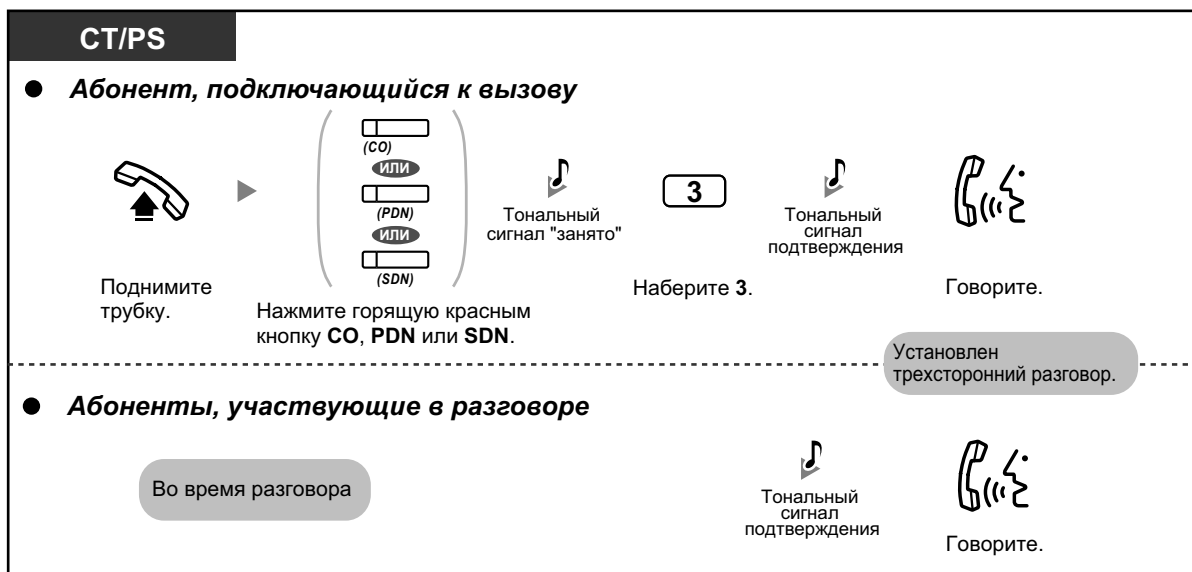 CT/PS
Абонент, подключающийся к вызову
(CO)
ИЛИ
(PDN)
ИЛИ
(SDN)
Тональный
сигнал "занято"
3
Тональный
сигнал
подтверждения
Поднимите
трубку.
Нажмите горящую красным
кнопку CO, PDN или SDN.
Наберите 3.
Говорите.
Установлен
трехсторонний разговор.
Абоненты, участвующие в разговоре
Во время разговора
Тональный
сигнал
подтверждения
Говорите.